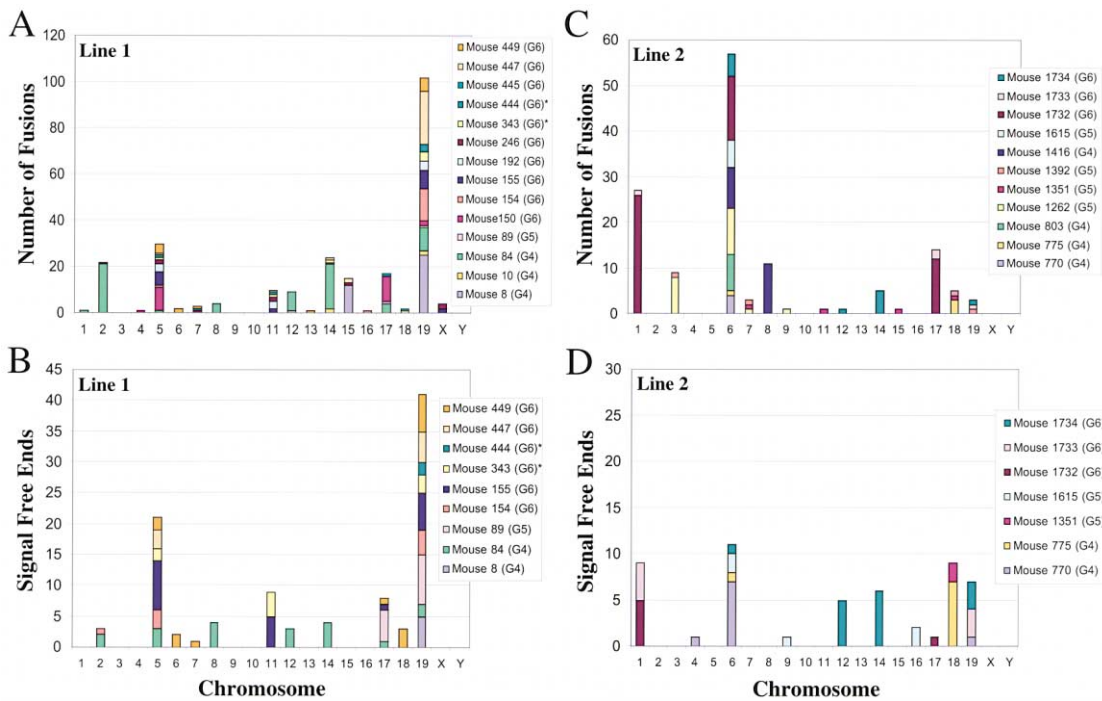 A
Line 1
Number of Fusions
120
100
80
60
40
20
0
1 2 3 4 5 6 7 8 9 10 11 12 13 14 15 16 17 18 19 X Y
Mouse 449 (G6)
Mouse 447 (G6)
Mouse 445 (G6)
Mouse 444 (G6)*
Mouse 343 (G6)*
Mouse 246 (G6)
Mouse 192 (G6)
Mouse 155 (G6)
Mouse 154 (G6)
Mouse150 (G6)
Mouse 89 (G5)
Mouse 84 (G4)
Mouse 10 (G4)
Mouse 8 (G4)
C
Line 2
Number of Fusions
60
50
40
30
20
10
0
1 2 3 4 5 6 7 8 9 10 11 12 13 14 15 16 17 18 19 X Y
Mouse 1734 (G6)
Mouse 1733 (G6)
Mouse 1732 (G6)
Mouse 1615 (G5)
Mouse 1416 (G4)
Mouse 1392 (G5)
Mouse 1351 (G5)
Mouse 1262 (G5)
Mouse 803 (G4)
Mouse 775 (G4)
Mouse 770 (G4)
B
Line 1
Signal Free Ends
45
40
35
30
25
20
15
10
5
0
1 2 3 4 5 6 7 8 9 10 11 12 13 14 15 16 17 18 19 X Y
Chromosome
Mouse 449 (G6)
Mouse 447 (G6)
Mouse 444 (G6)*
Mouse 343 (G6)*
Mouse 155 (G6)
Mouse 154 (G6)
Mouse 89 (G5)
Mouse 84 (G4)
Mouse 8 (G4)
D
Line 2
Signal Free Ends
30
25
20
15
10
5
0
1 2 3 4 5 6 7 8 9 10 11 12 13 14 15 16 17 18 19 X Y
Chromosome
Mouse 1734 (G6
Mouse 1733 (G6
Mouse 1732 (G6
Mouse 1615 (G5
Mouse 1351 (G5
Mouse 775 (G4)
Mouse 770 (G4)